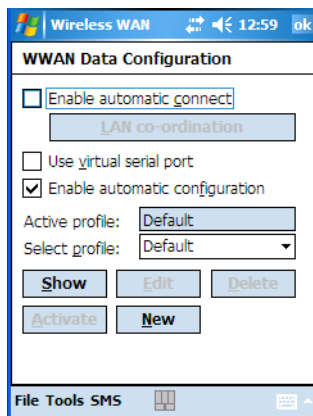 Wireless WAN 12:59 ok
WWAN Data Configuration
Enable automatic connect
LAN co-ordination
Use virtual serial port
Enable automatic configuration
Active profile: Default
Select profile: Default
Show Edit Delete
Activate New
File Tools SMS